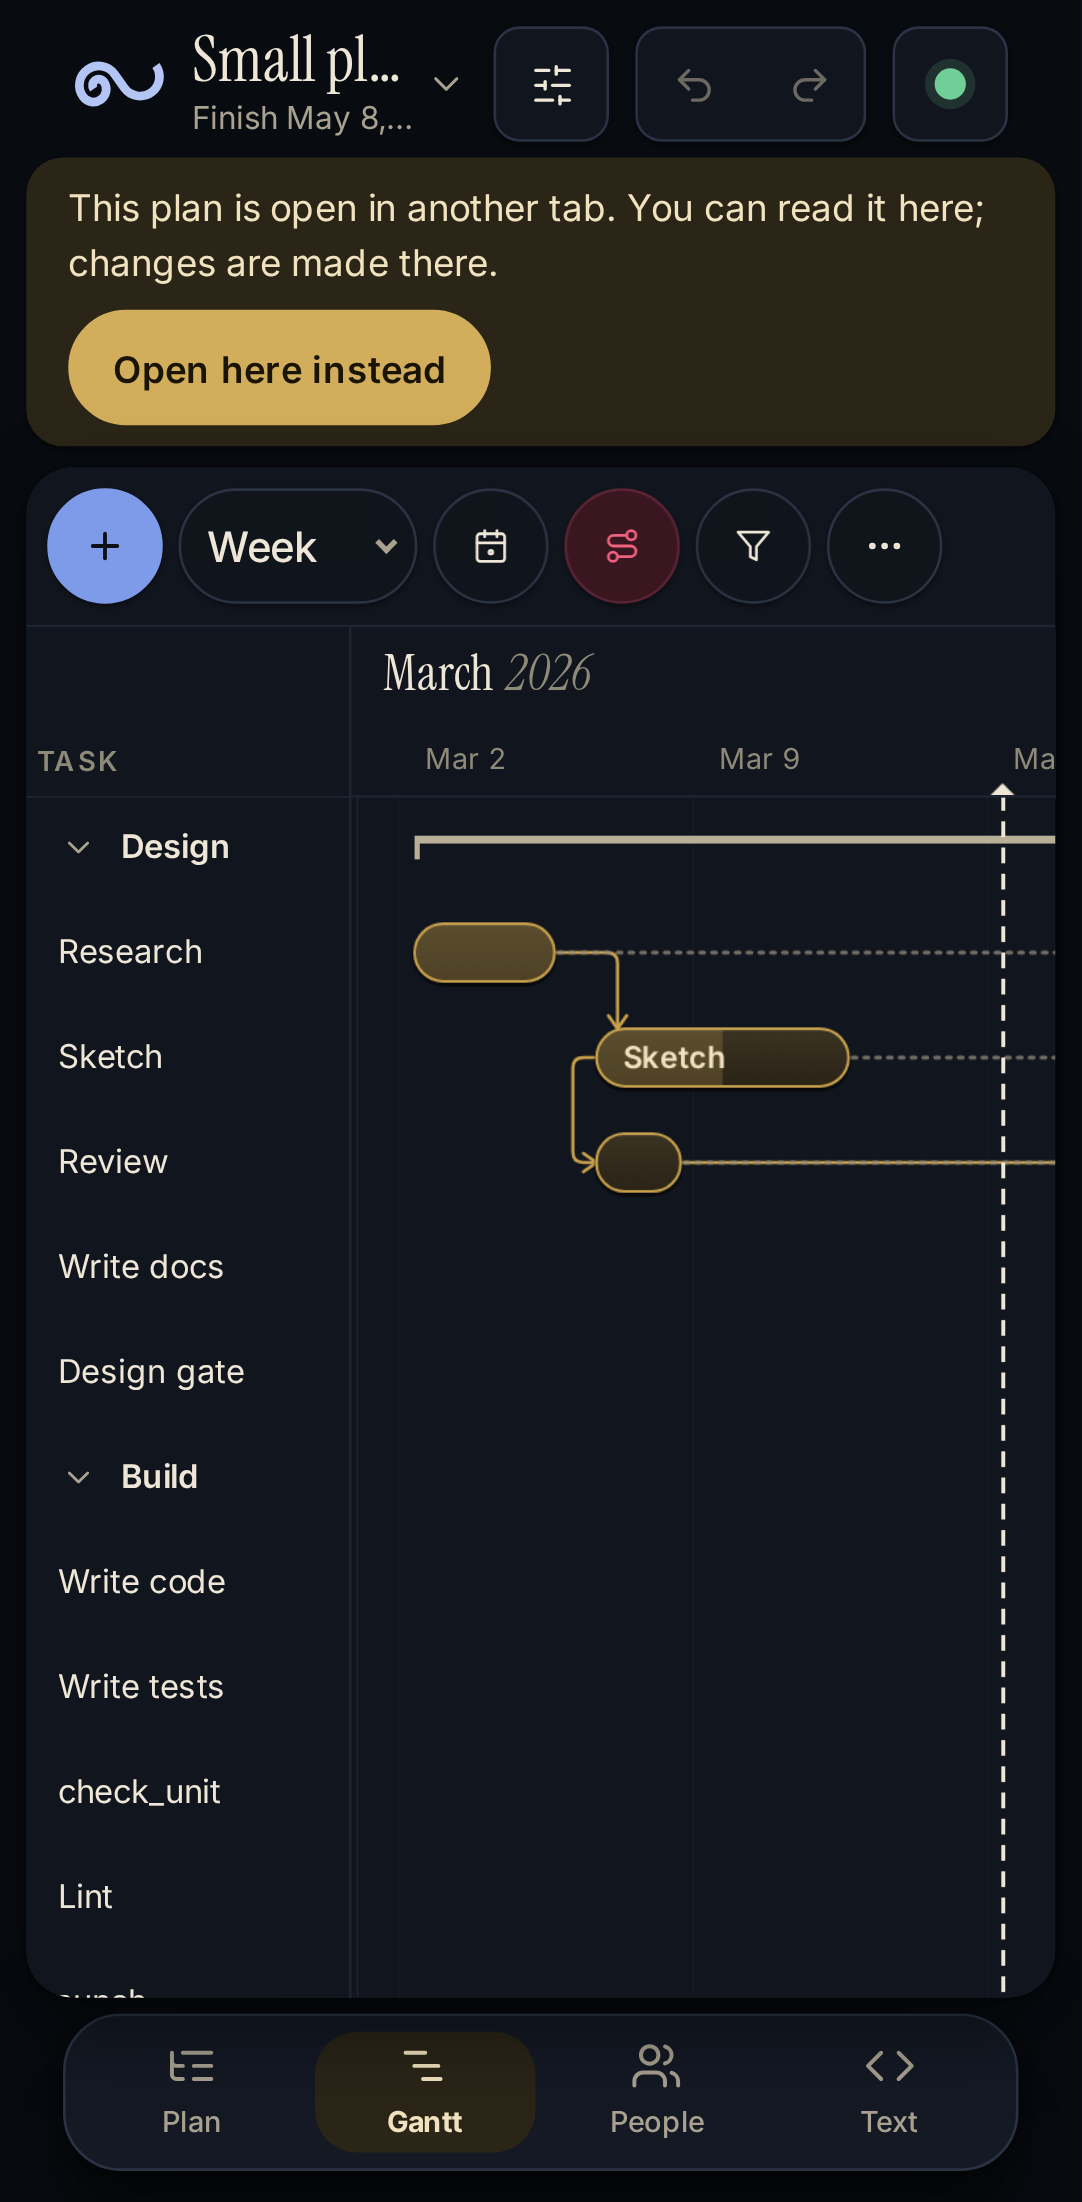 Small pl...
Finish May 8,...
This plan is open in another tab. You can read it here;
changes are made there.
Open here instead
Week
March 2026
TASK
Mar 2
Mar 9
Ma
Design
Research
Sketch
Sketch
Review
Write docs
Design gate
Build
Write code
Write tests
check_unit
Lint
Plan
Gantt
People
Text